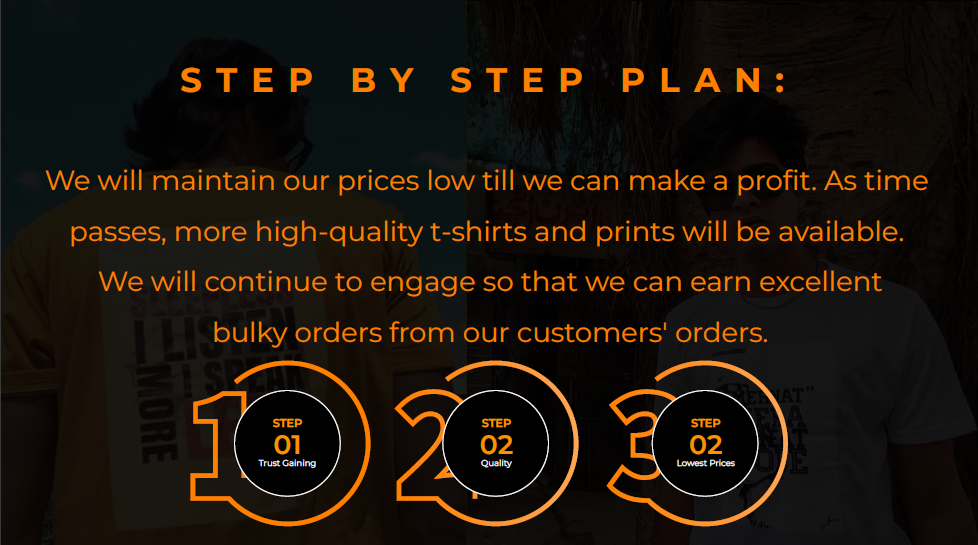 STEP BY STEP PLAN:
We will maintain our prices low till we can make a profit. As time
passes, more high-quality t-shirts and prints will be available.
We will continue to engage so that we can earn excellent
bulky orders from our customers' orders.
1
STEP
01
Trust Gaining
2
STEP
02
Quality
3
STEP
02
Lowest Prices
I LISTEN
MORE
I SPEAK